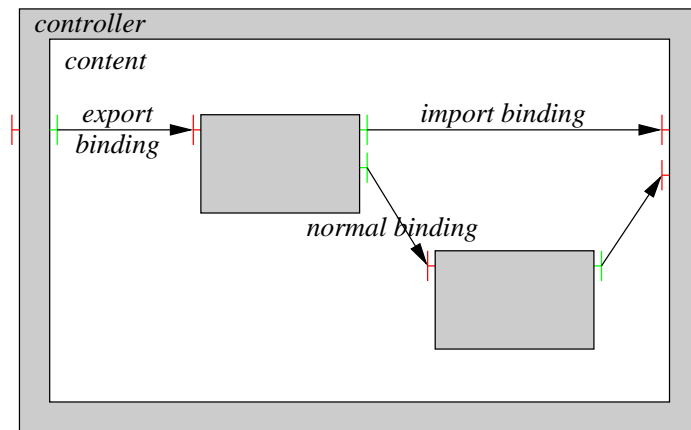 controller
content
export
binding
import binding
normal binding